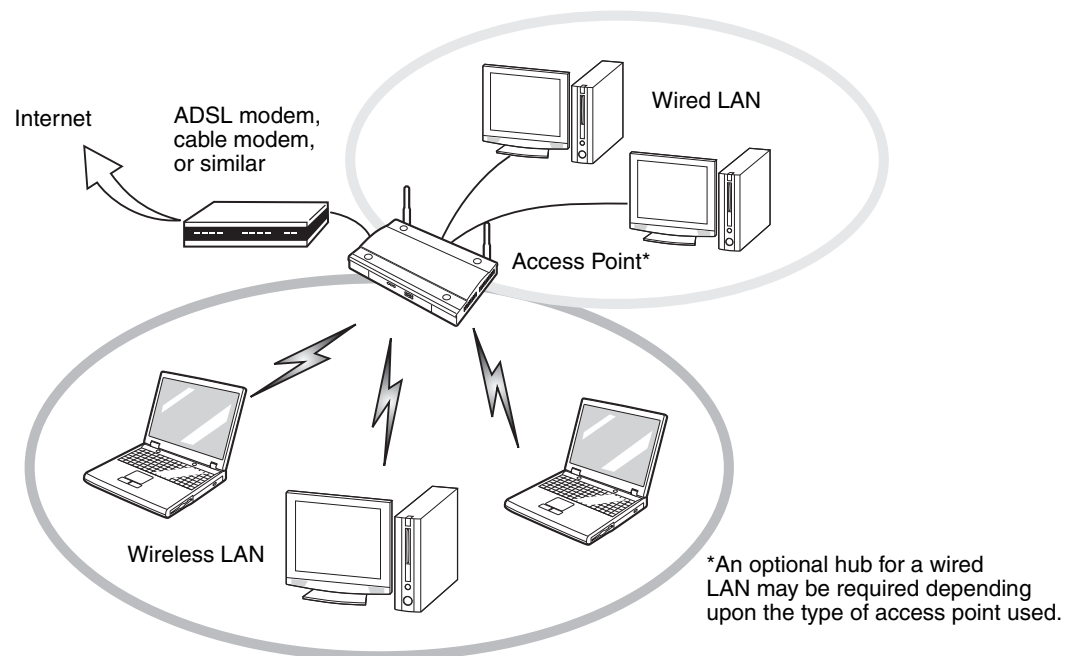 Internet
ADSL modem,
cable modem,
or similar
Wired LAN
Access Point*
Wireless LAN
*An optional hub for a wired
LAN may be required depending
upon the type of access point used.